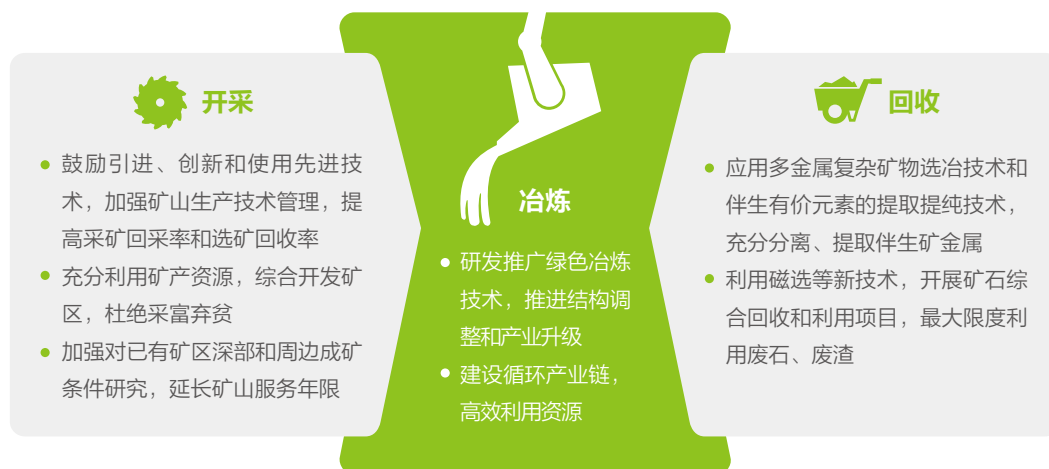 开采
鼓励引进、创新和使用先进技
术，加强矿山生产技术管理，提
高采矿回采率和选矿回收率
充分利用矿产资源，综合开发矿
区，杜绝采富弃贫
加强对已有矿区深部和周边成矿
条件研究，延长矿山服务年限
冶炼
研发推广绿色冶炼
技术，推进结构调
整和产业升级
建设循环产业链，
高效利用资源
回收
应用多金属复杂矿物选冶技术和
伴生有价元素的提取提纯技术，
充分分离、提取伴生矿金属
利用磁选等新技术，开展矿石综
合回收和利用项目，最大限度利
用废石、废渣